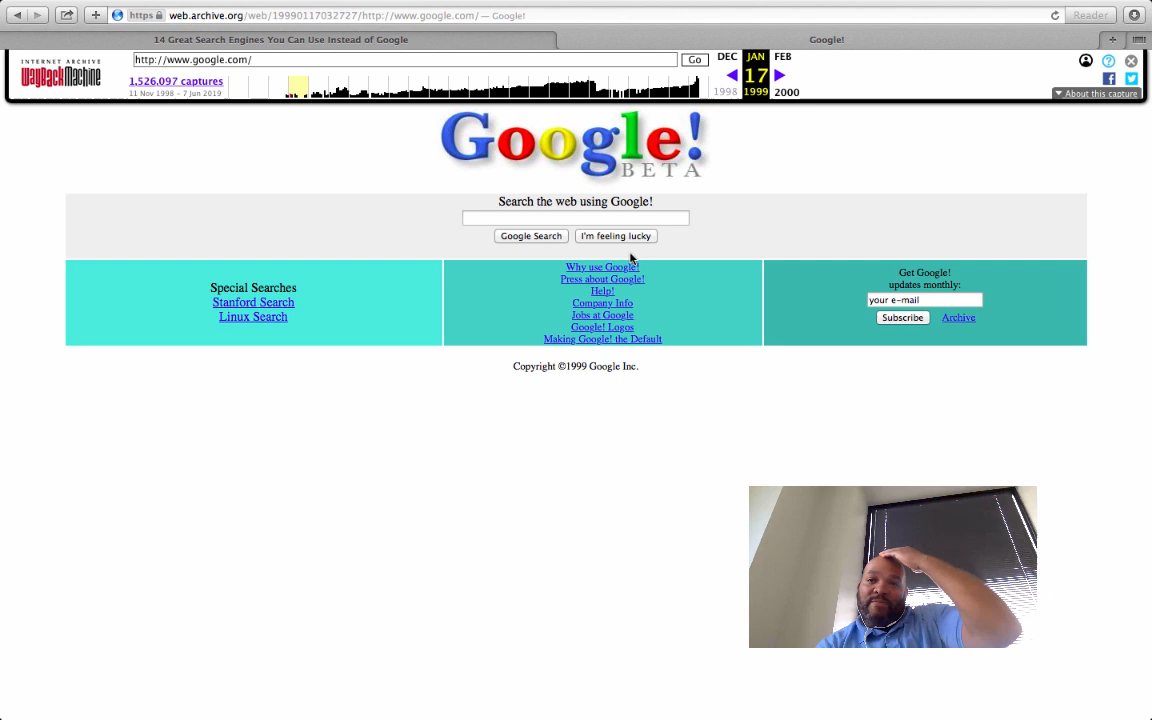 https web.archive.org/web/19990117032727/http://www.google.com/ — Google!
Reader
14 Great Search Engines You Can Use Instead of Google
Google!
INTERNET ARCHIVE
WayBackMachine
http://www.google.com/
Go
DEC JAN FEB
1,526,097 captures
17
11 Nov 1998 – 7 Jun 2019
1998 1999 2000
About this capture
Google!
BETA
Search the web using Google!
Google Search I'm feeling lucky
Special Searches
Stanford Search
Linux Search
Why use Google!
Press about Google!
Help!
Company Info
Jobs at Google
Google! Logos
Making Google! the Default
Get Google!
updates monthly:
your e-mail
Subscribe Archive
Copyright ©1999 Google Inc.